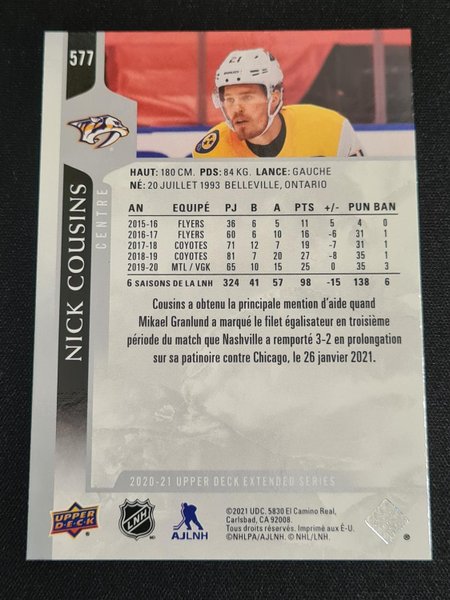 577
NICK COUSINS
CENTRE
21
HAUT: 180 CM. PDS: 84 KG. LANCE: GAUCHE
NÉ: 20 JUILLET 1993 BELLEVILLE, ONTARIO
AN EQUIPÉ PJ B A PTS +/- PUN BAN
2015-16 FLYERS 36 6 5 11 5 4 0
2016-17 FLYERS 60 6 10 16 -6 31 1
2017-18 COYOTES 71 12 7 19 -7 31 1
2018-19 COYOTES 81 7 20 27 -8 35 1
2019-20 MTL / VGK 65 10 15 25 0 35 3
6 SAISONS DE LA LNH 324 41 57 98 -15 138 6
Cousins a obtenu la principale mention d'aide quand
Mikael Granlund a marqué le filet égalisateur en troisième
période du match que Nashville a remporté 3-2 en prolongation
sur sa patinoire contre Chicago, le 26 janvier 2021.
2020-21 UPPER DECK EXTENDED SERIES
UPPER DECK
LNH
AJLNH
©2021 UDC. 5830 El Camino Real,
Carlsbad, CA 92008.
Tous droits réservés. Imprimé aux É-U.
©NHLPA/AJLNH. © NHL/LNH.
®